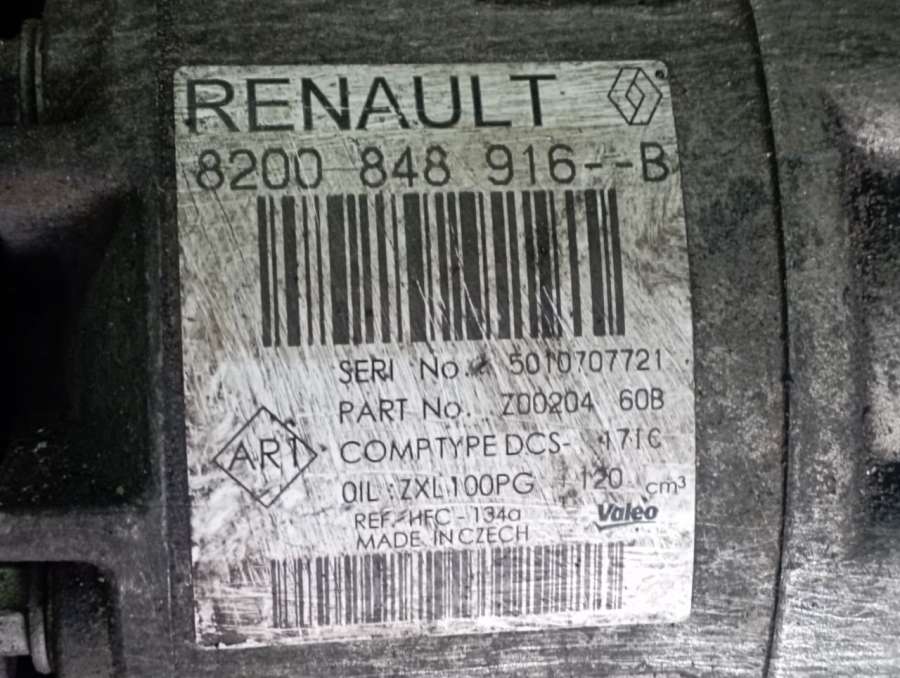 RENAULT
8200 848 916--B
SERI No. 5010707721
PART No. Z00204 60B
ART
COMPTYPE DCS- 171C
OIL : ZXL100PG 120 cm³
REF. HFC - 134a
Valeo
MADE IN CZECH